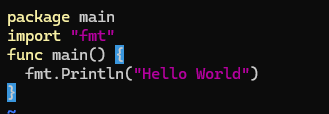 package main
import "fmt"
func main() {
  fmt.Println("Hello World")
}
~